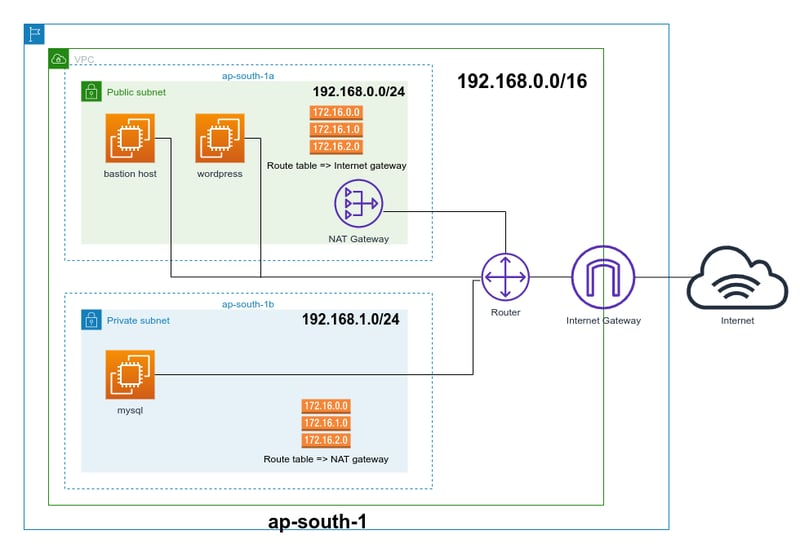 VPC
ap-south-1a
192.168.0.0/16
Public subnet
192.168.0.0/24
172.16.0.0
172.16.1.0
172.16.2.0
Route table => Internet gateway
bastion host
wordpress
NAT Gateway
ap-south-1b
Private subnet
192.168.1.0/24
Router
Internet Gateway
Internet
mysql
172.16.0.0
172.16.1.0
172.16.2.0
Route table => NAT gateway
ap-south-1